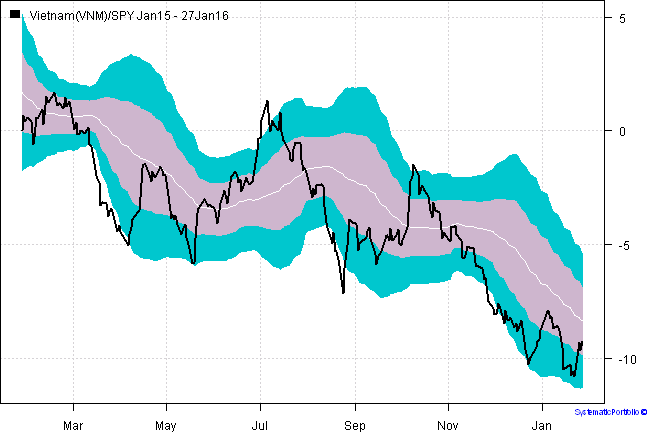 Vietnam(VNM)/SPY Jan15 - 27Jan16
5
0
-5
-10
Mar May Jul Sep Nov Jan
SystematicPortfolio ©